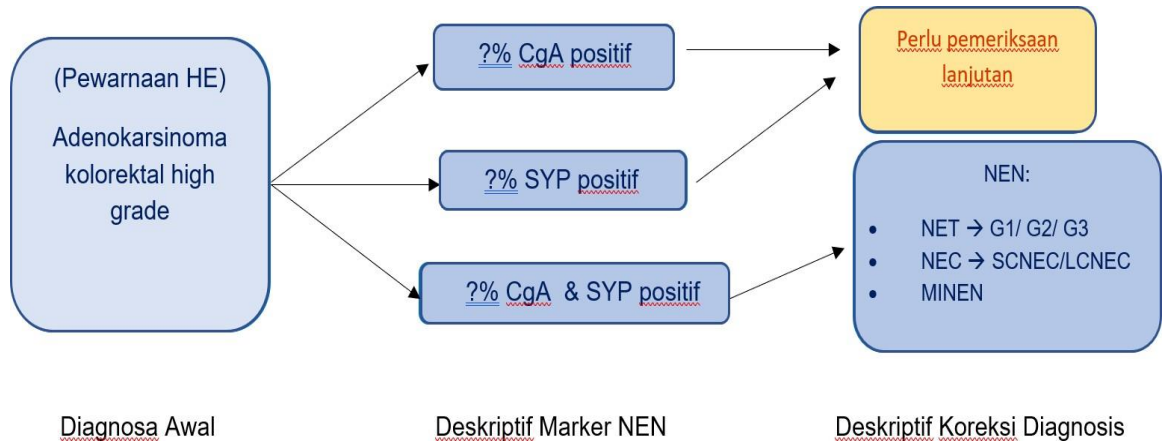 (Pewarnaan HE)
Adenokarsinoma
kolorektal high
grade
?% CgA positif
?% SYP positif
?% CgA & SYP positif
Perlu pemeriksaan
lanjutan
NEN:
• NET → G1/ G2/ G3
• NEC → SCNEC/LCNEC
• MINEN
Diagnosa Awal
Deskriptif Marker NEN
Deskriptif Koreksi Diagnosis